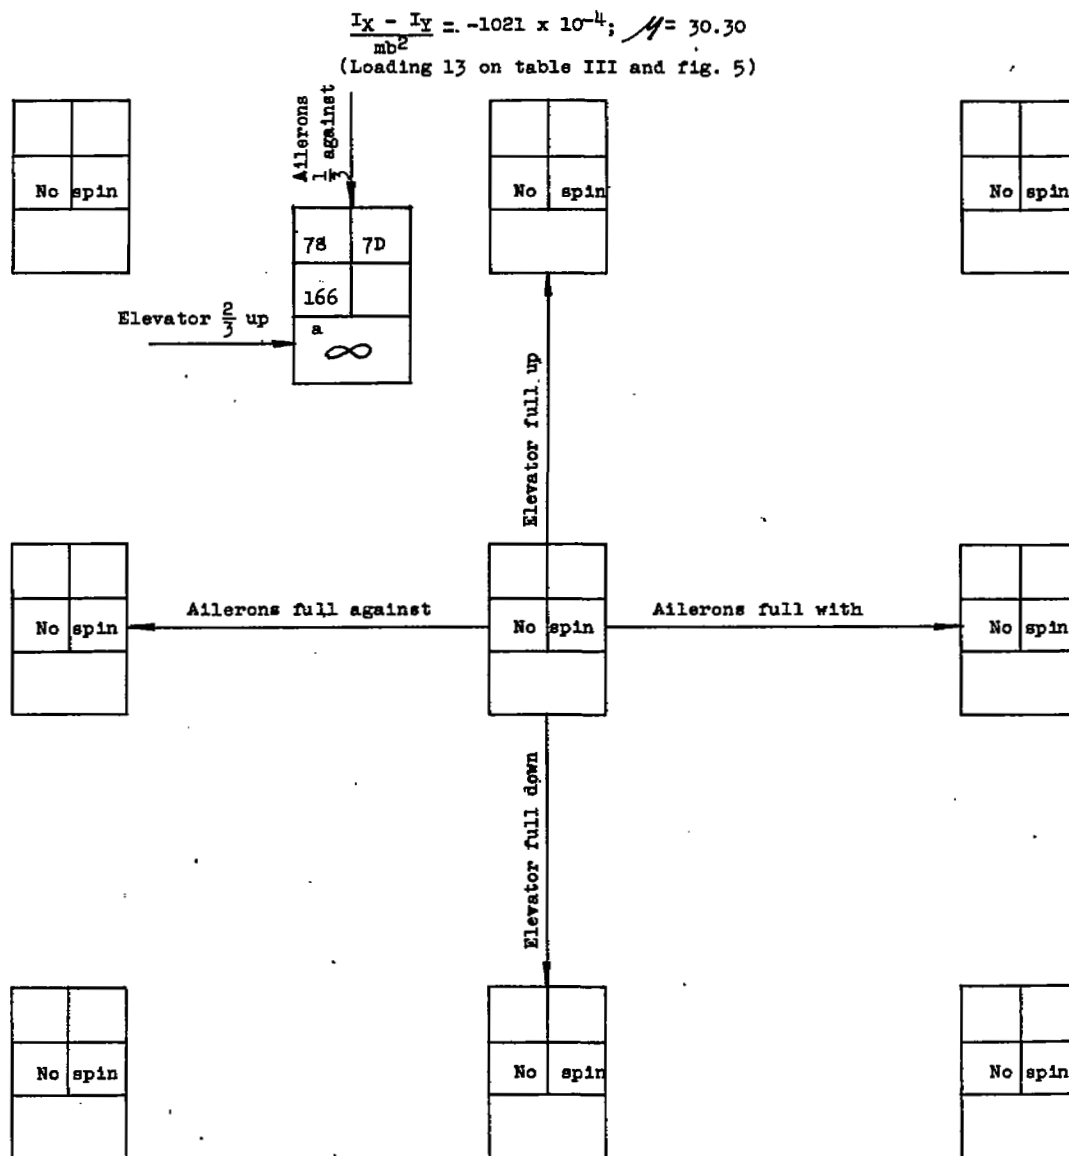 I_X - I_Y / mb² = -1021 x 10⁻⁴; μ = 30.30
(Loading 13 on table III and fig. 5)
Ailerons
1/3 against
No spin
No spin
No spin
78 7D
166
Elevator 2/3 up
a
∞
Elevator full up
No spin
Ailerons full against
No spin
Ailerons full with
No spin
Elevator full down
No spin
No spin
No spin